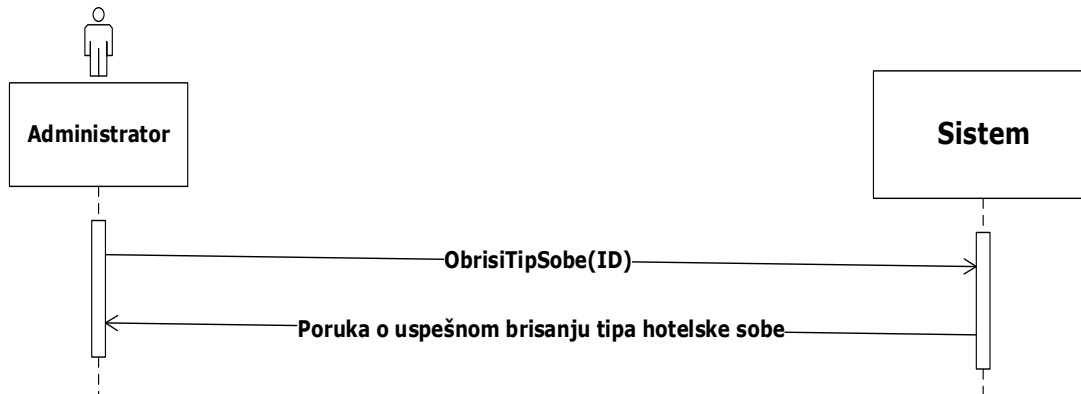 Administrator
Sistem
ObrisiTipSobe(ID)
Poruka o uspešnom brisanju tipa hotelske sobe